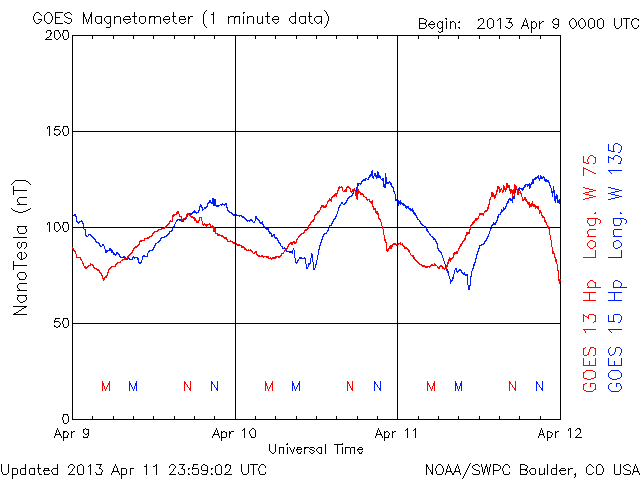 GOES Magnetometer (1 minute data)
Begin: 2013 Apr 9 0000 UTC
200
150
100
50
0
NanoTesla (nT)
M M N N M M N N M M N N
Apr 9 Apr 10 Apr 11 Apr 12
Universal Time
GOES 13 Hp Long. W 75
GOES 15 Hp Long. W 135
Updated 2013 Apr 11 23:59:02 UTC
NOAA/SWPC Boulder, CO USA